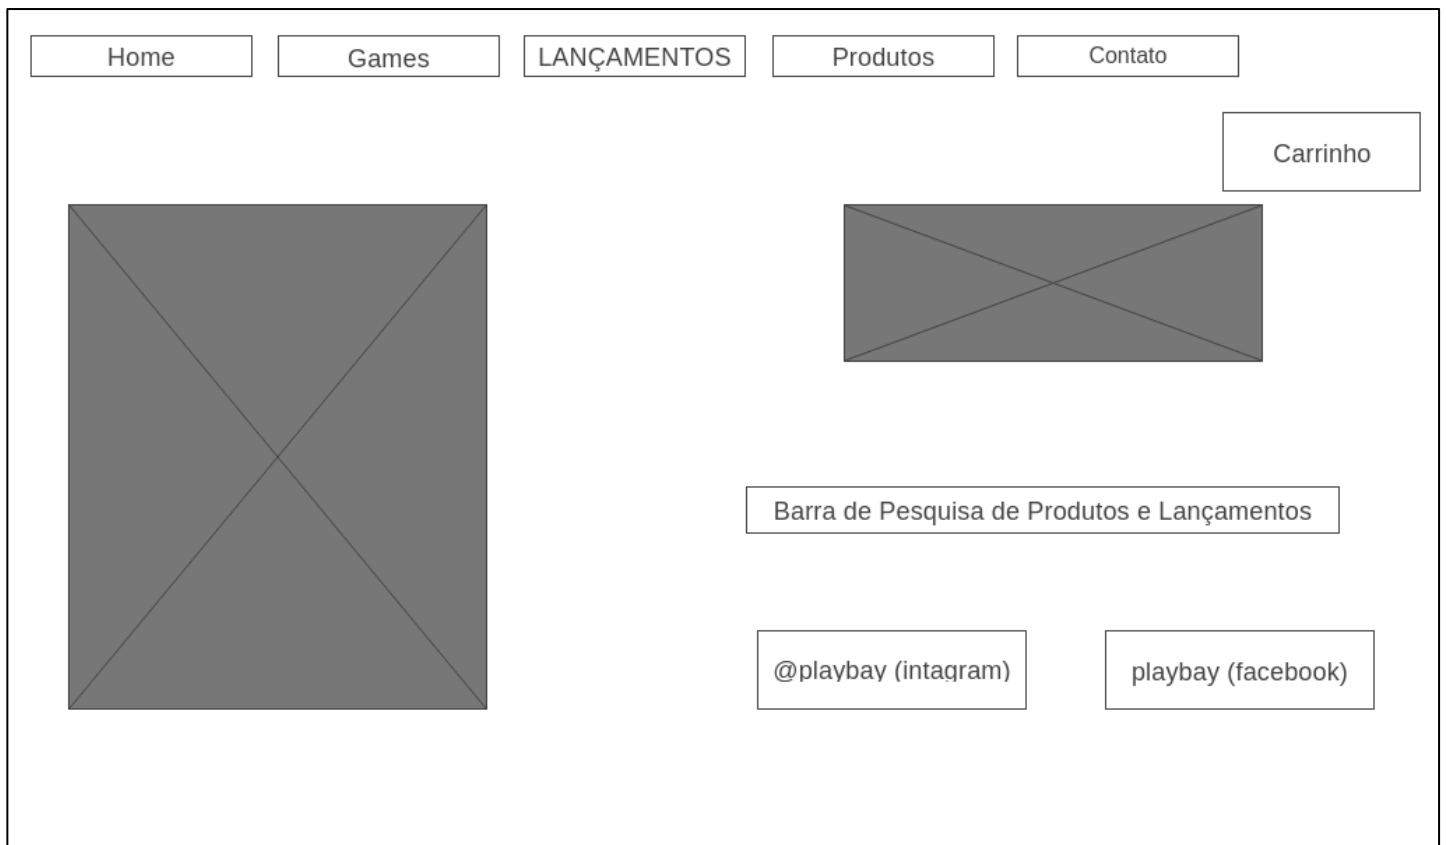 Home
Games
LANÇAMENTOS
Produtos
Contato
Carrinho
Barra de Pesquisa de Produtos e Lançamentos
@playbay (intagram)
playbay (facebook)